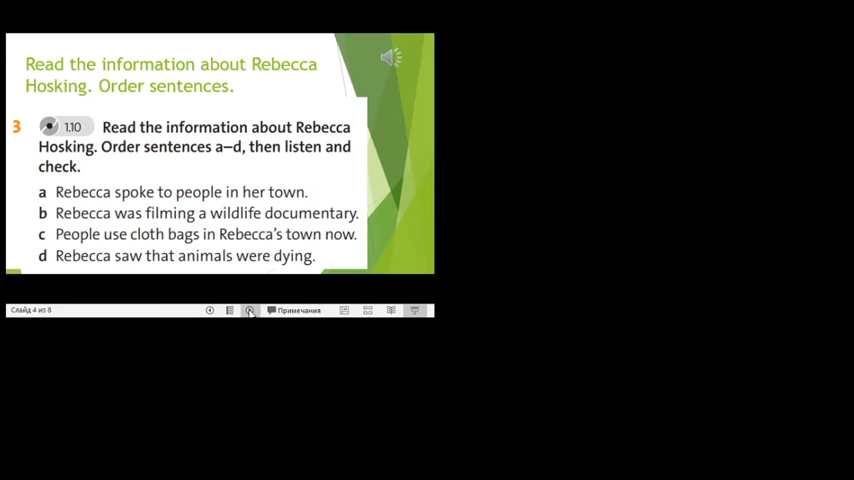 Read the information about Rebecca
Hosking. Order sentences.
3 1.10 Read the information about Rebecca
Hosking. Order sentences a–d, then listen and
check.
a Rebecca spoke to people in her town.
b Rebecca was filming a wildlife documentary.
c People use cloth bags in Rebecca's town now.
d Rebecca saw that animals were dying.
Слайд 4 из 8 Примечания